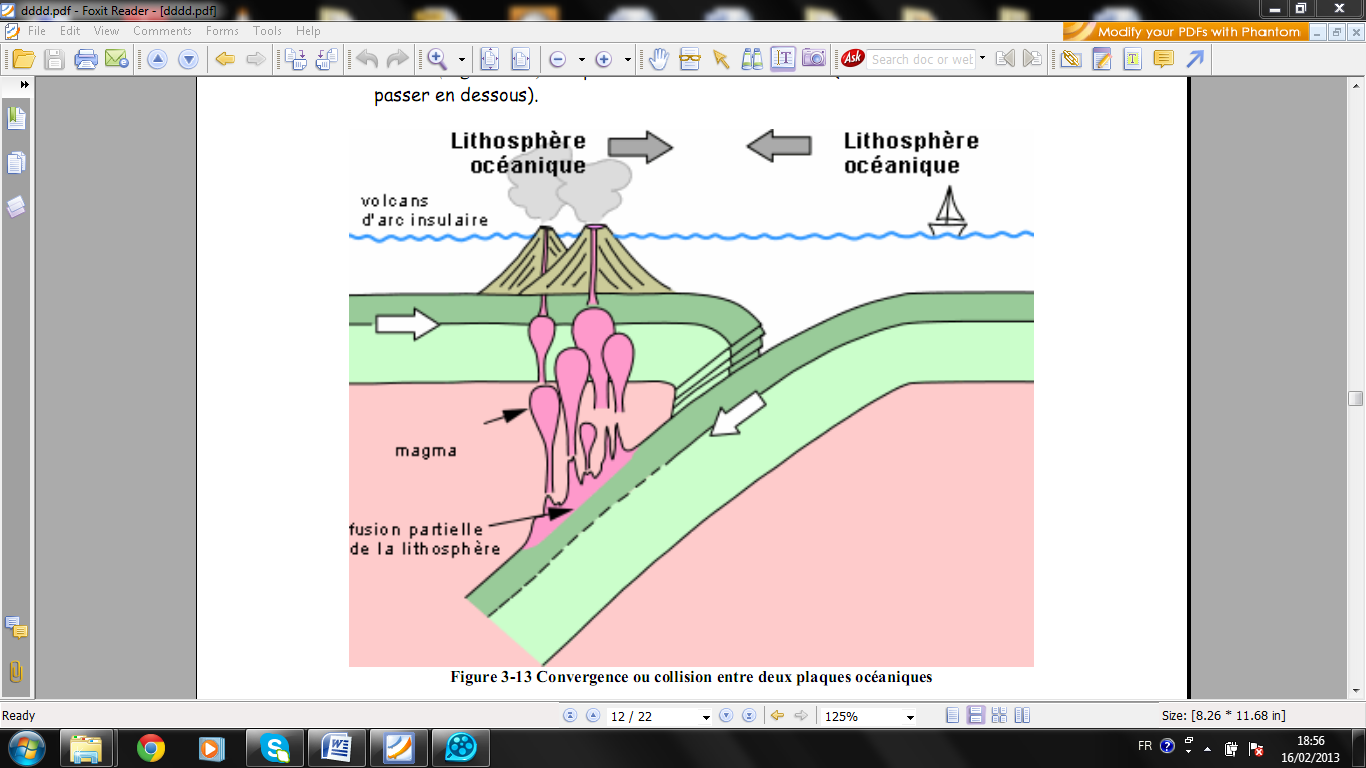 dddd.pdf - Foxit Reader - [dddd.pdf]
File Edit View Comments Forms Tools Help
Modify your PDFs with Phantom
Ask Search doc or web
passer en dessous).
Lithosphère
océanique
Lithosphère
océanique
volcans
d'arc insulaire
magma
fusion partielle
de la lithosphère
Figure 3-13 Convergence ou collision entre deux plaques océaniques
Ready
12 / 22
125%
Size: [8.26 * 11.68 in]
FR
18:56
16/02/2013